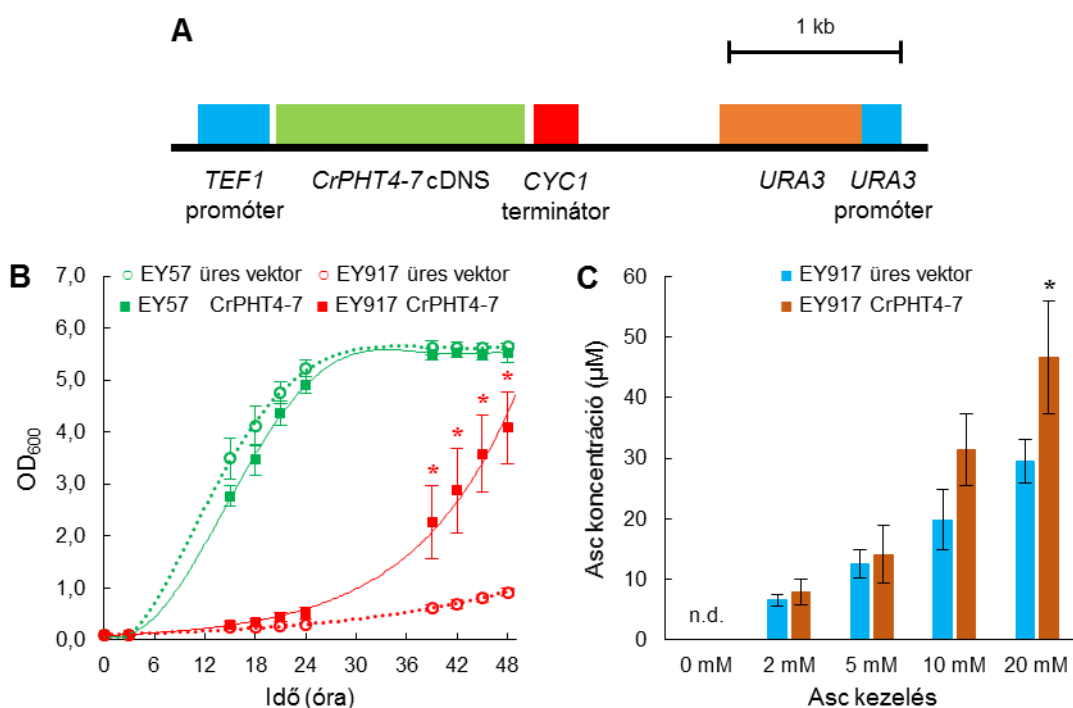 A
1 kb
TEF1 promóter
CrPHT4-7 cDNS
CYC1 terminátor
URA3
URA3 promóter
B
EY57 üres vektor
EY917 üres vektor
EY57 CrPHT4-7
EY917 CrPHT4-7
7,0
6,0
5,0
4,0
3,0
2,0
1,0
0,0
OD600
* * * *
0 6 12 18 24 30 36 42 48
Idő (óra)
C
EY917 üres vektor
EY917 CrPHT4-7
60
50
40
30
20
10
0
Asc koncentráció (µM)
*
n.d.
0 mM 2 mM 5 mM 10 mM 20 mM
Asc kezelés